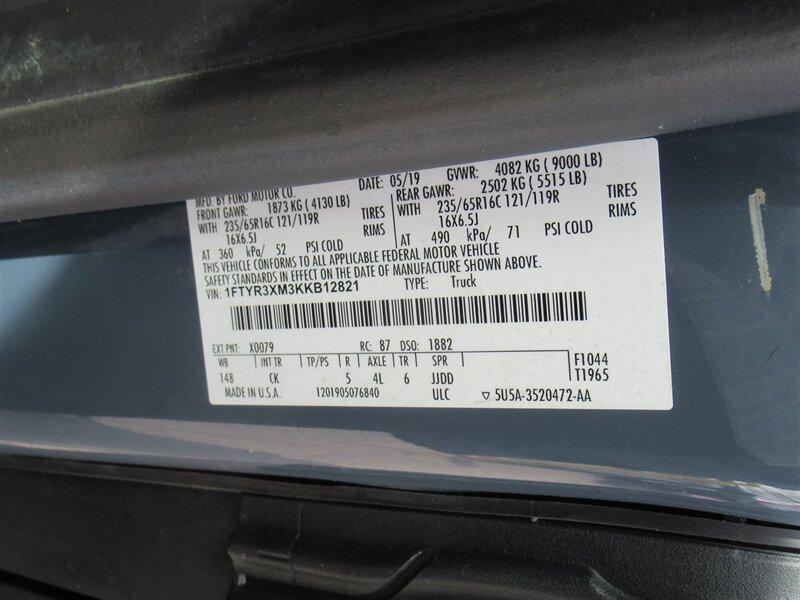 MFD. BY FORD MOTOR CO. DATE: 05/19 GVWR: 4082 KG ( 9000 LB)
FRONT GAWR: 1873 KG ( 4130 LB) REAR GAWR: 2502 KG ( 5515 LB)
WITH 235/65R16C 121/119R TIRES WITH 235/65R16C 121/119R TIRES
16X6.5J RIMS 16X6.5J RIMS
AT 360 kPa/ 52 PSI COLD AT 490 kPa/ 71 PSI COLD
THIS VEHICLE CONFORMS TO ALL APPLICABLE FEDERAL MOTOR VEHICLE
SAFETY STANDARDS IN EFFECT ON THE DATE OF MANUFACTURE SHOWN ABOVE.
VIN: 1FTYR3XM3KKB12821 TYPE: Truck
EXT PNT: X0079 RC: 87 DSO: 1882
WB INT TR TP/PS R AXLE TR SPR F1044
148 CK 5 4L 6 JJDD T1965
MADE IN U.S.A. 1201905076840 ULC ▽ 5U5A-3520472-AA